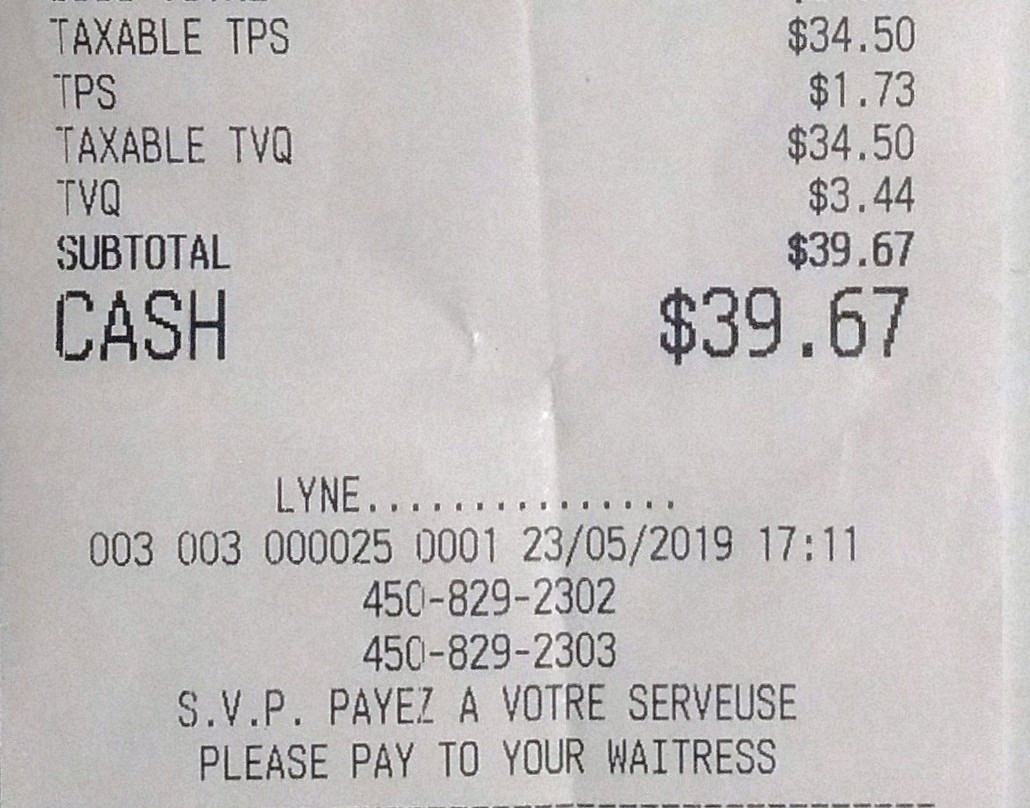 TAXABLE TPS $34.50
TPS $1.73
TAXABLE TVQ $34.50
TVQ $3.44
SUBTOTAL $39.67
CASH $39.67
LYNE...............
003 003 000025 0001 23/05/2019 17:11
450-829-2302
450-829-2303
S.V.P. PAYEZ A VOTRE SERVEUSE
PLEASE PAY TO YOUR WAITRESS